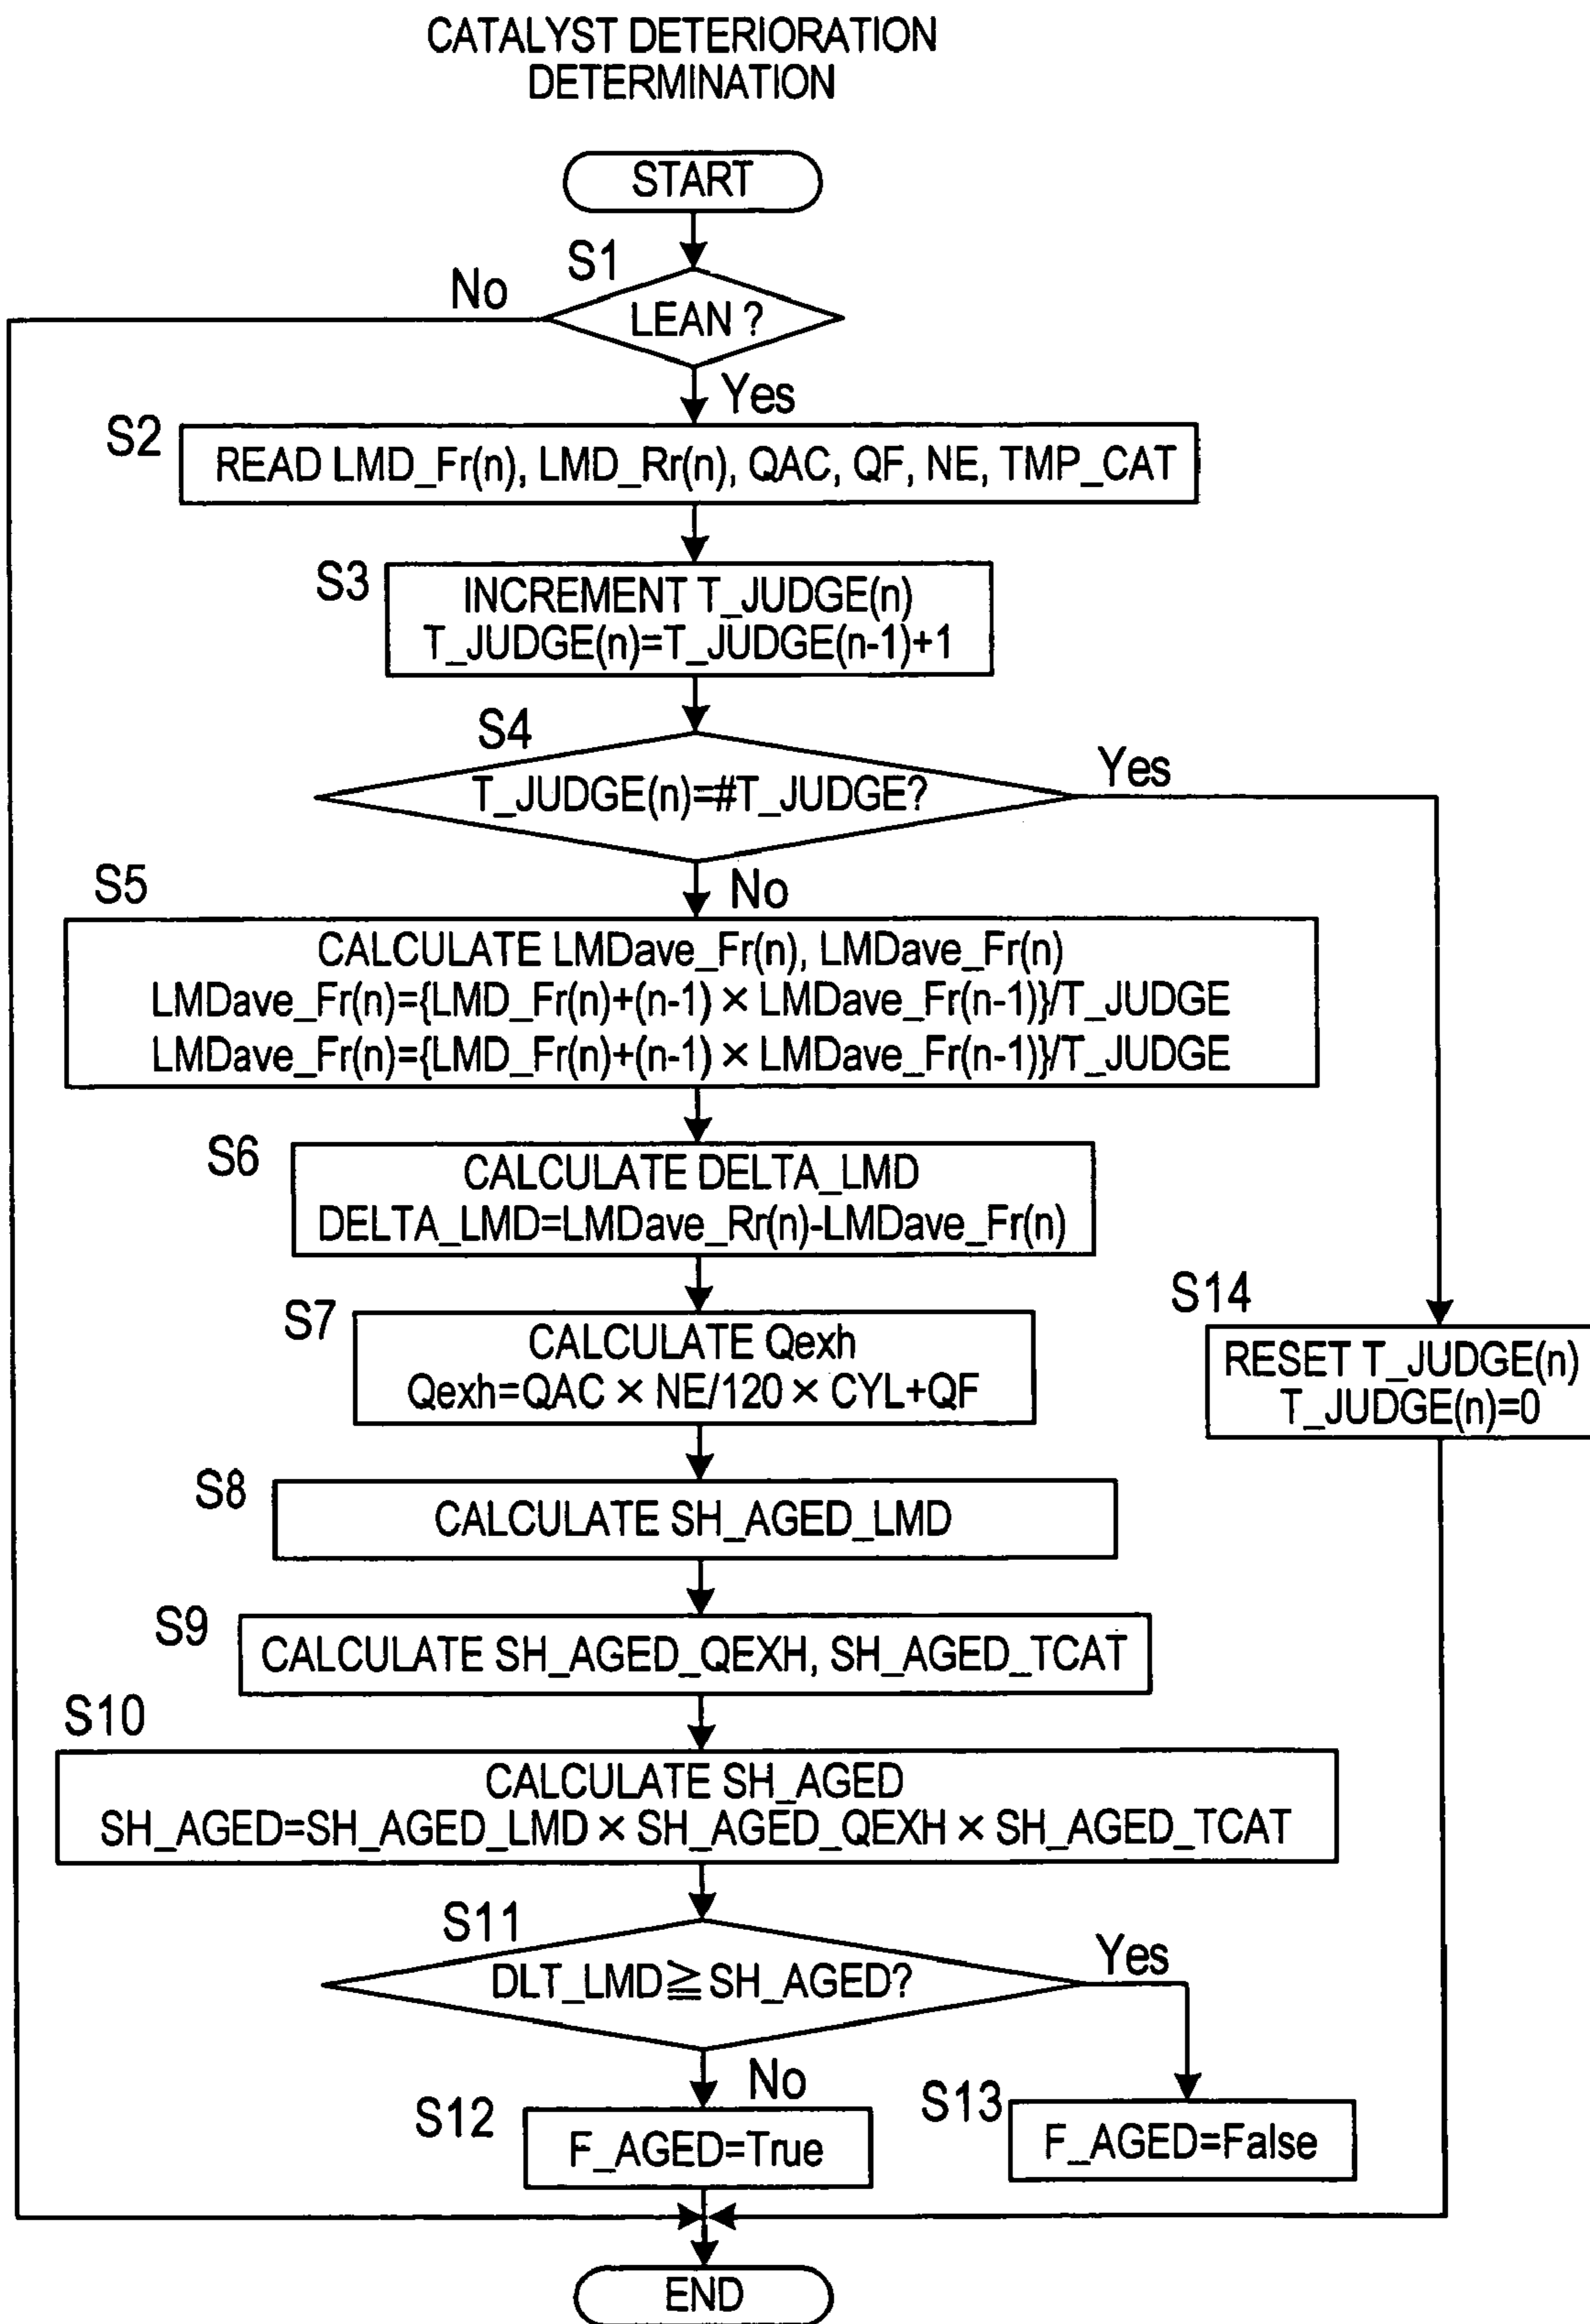 CATALYST DETERIORATION
DETERMINATION
START
S1
No
LEAN ?
Yes
S2
READ LMD_Fr(n), LMD_Rr(n), QAC, QF, NE, TMP_CAT
S3
INCREMENT T_JUDGE(n)
T_JUDGE(n)=T_JUDGE(n-1)+1
S4
T_JUDGE(n)=#T_JUDGE?
Yes
No
S5
CALCULATE LMDave_Fr(n), LMDave_Fr(n)
LMDave_Fr(n)={LMD_Fr(n)+(n-1) × LMDave_Fr(n-1)}/T_JUDGE
LMDave_Fr(n)={LMD_Fr(n)+(n-1) × LMDave_Fr(n-1)}/T_JUDGE
S6
CALCULATE DELTA_LMD
DELTA_LMD=LMDave_Rr(n)-LMDave_Fr(n)
S7
CALCULATE Qexh
Qexh=QAC × NE/120 × CYL+QF
S14
RESET T_JUDGE(n)
T_JUDGE(n)=0
S8
CALCULATE SH_AGED_LMD
S9
CALCULATE SH_AGED_QEXH, SH_AGED_TCAT
S10
CALCULATE SH_AGED
SH_AGED=SH_AGED_LMD × SH_AGED_QEXH × SH_AGED_TCAT
S11
DLT_LMD≧SH_AGED?
Yes
No
S12
F_AGED=True
S13
F_AGED=False
END